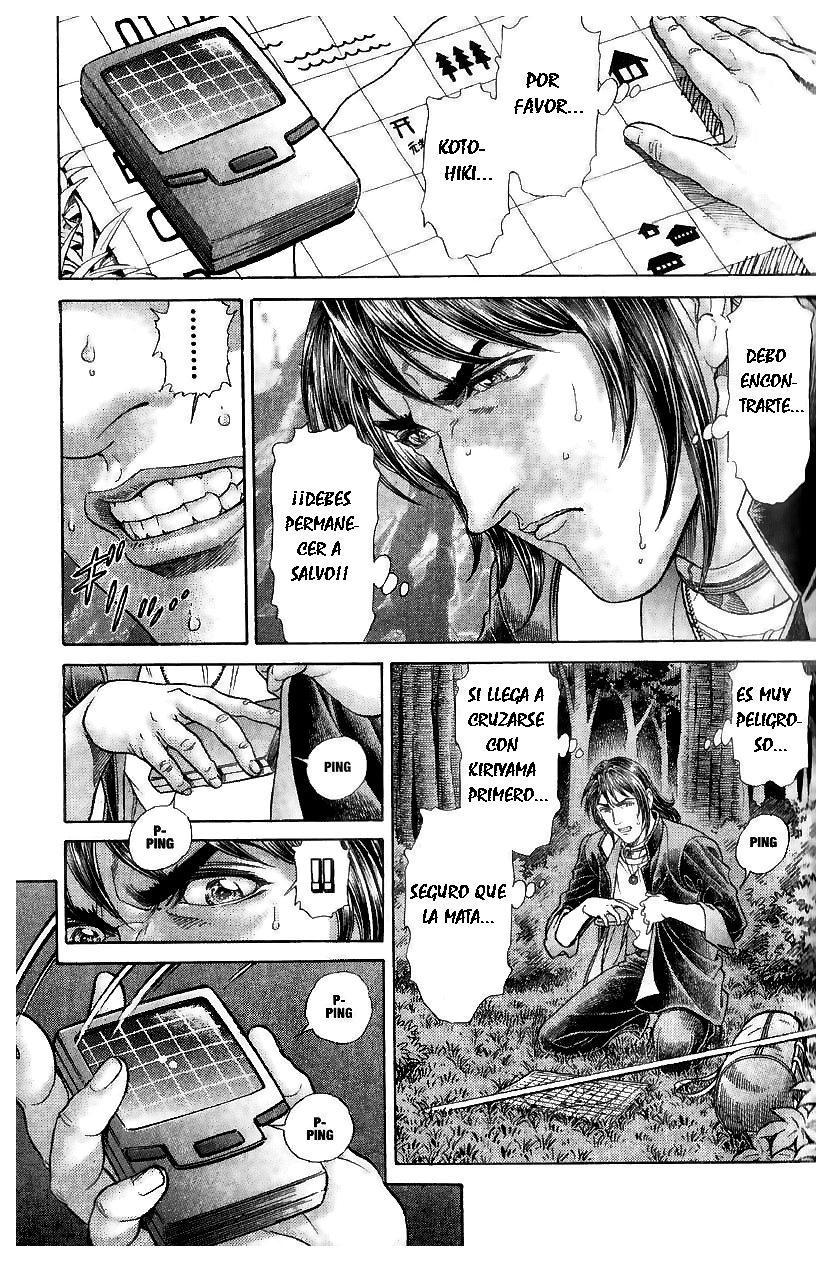 POR
FAVOR...
KOTO-
HIKI...
DEBO
ENCON-
TRARTE...
¡¡DEBES
PERMANE-
CER A
SALVO!!
........
ES MUY
PELIGRO-
SO...
SI LLEGA A
CRUZARSE
CON
KIRIYAMA
PRIMERO...
SEGURO QUE
LA MATA...
PING
PING
P-
PING
!!
P-
PING
P-
PING